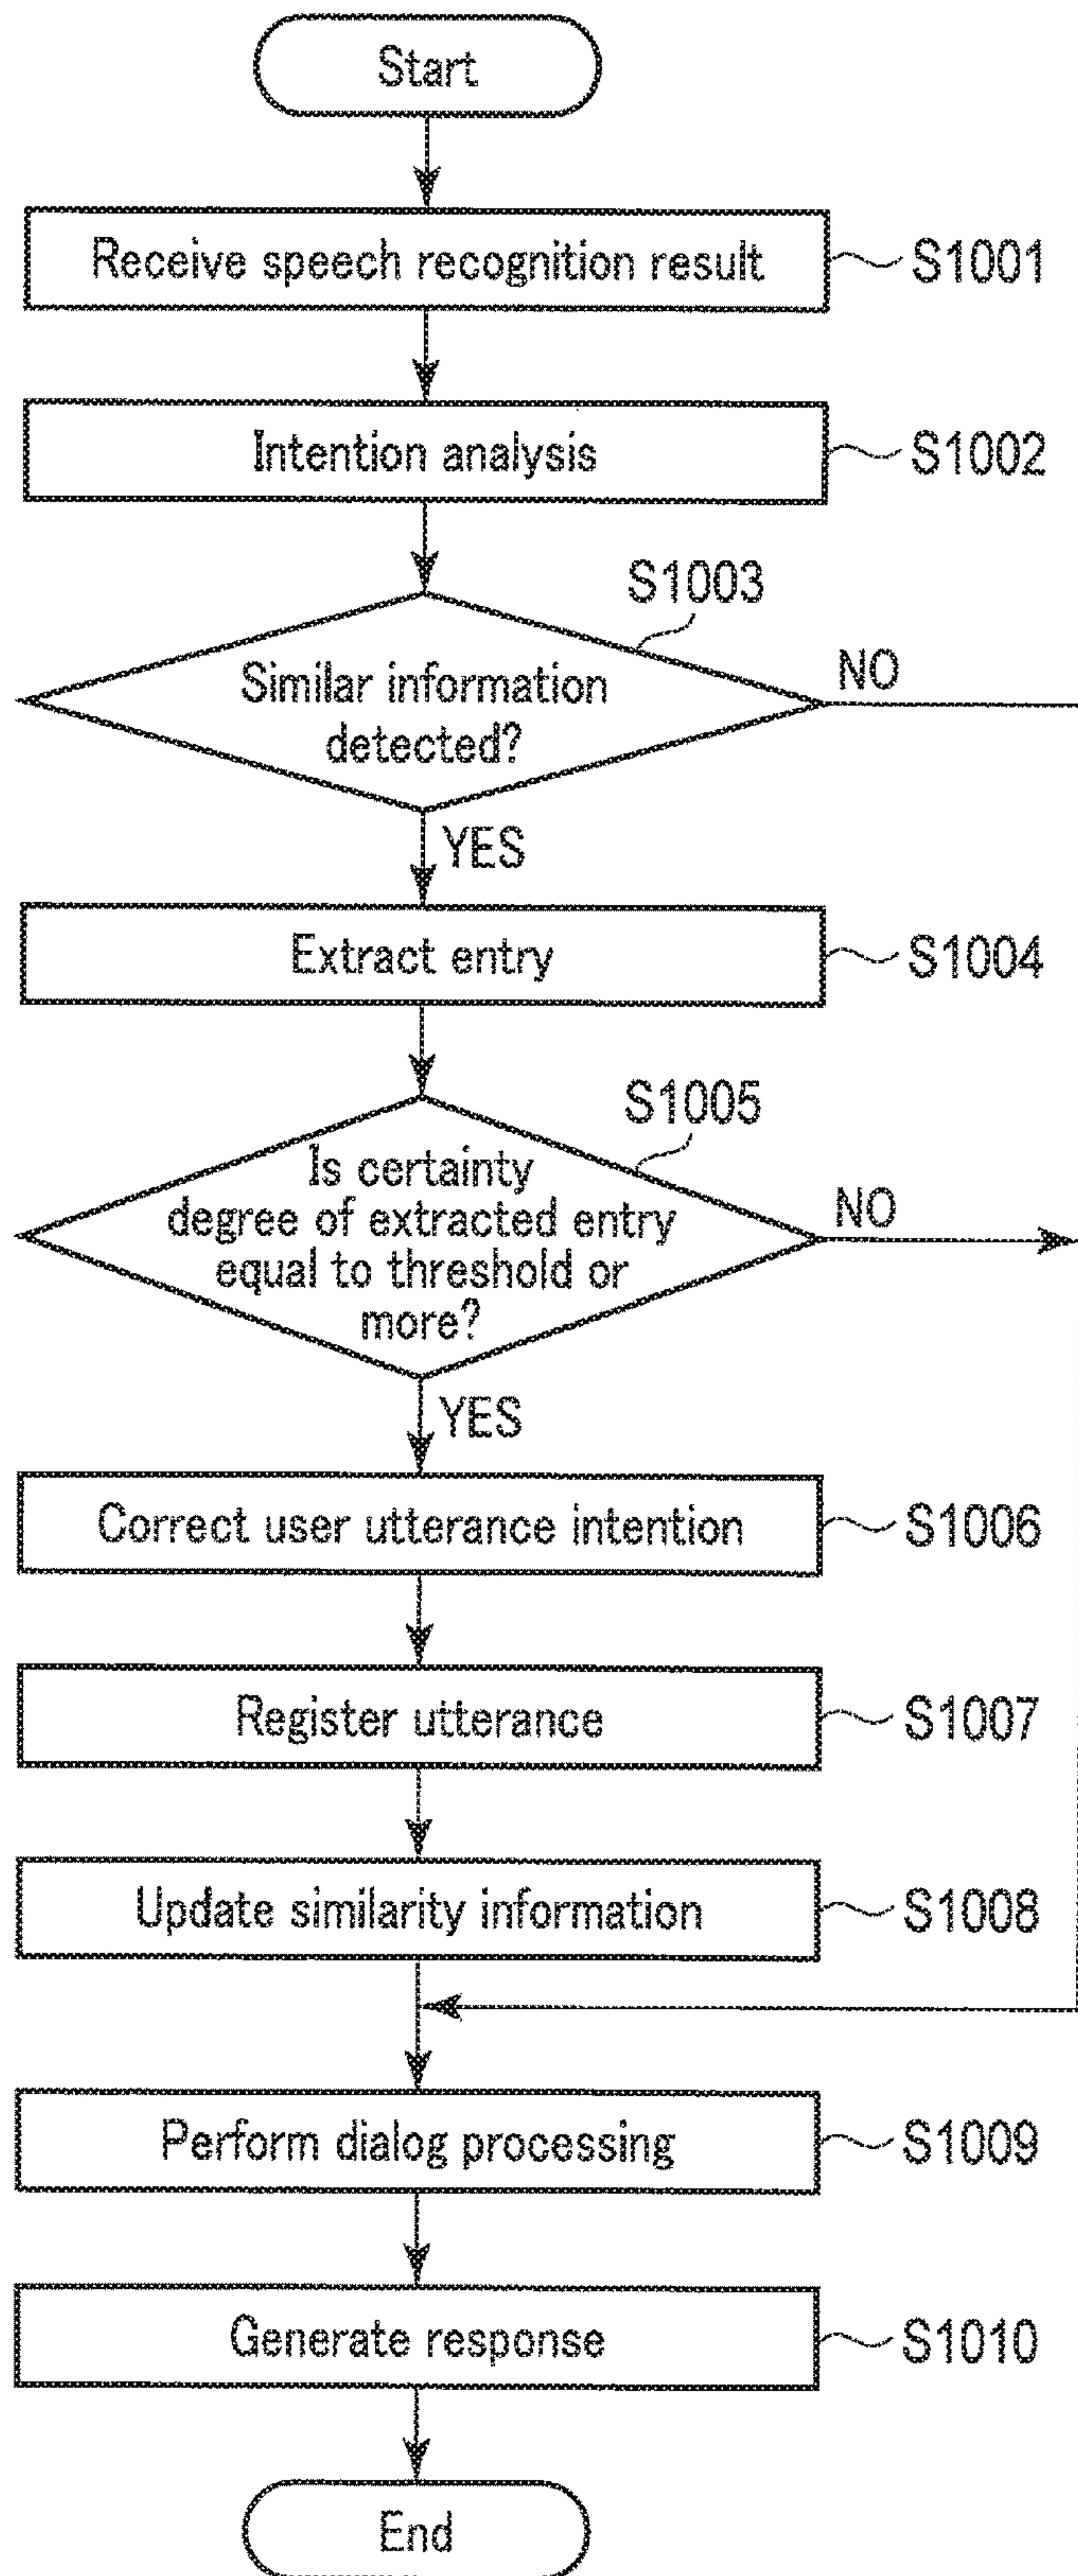 Start
Receive speech recognition result
S1001
Intention analysis
S1002
S1003
Similar information
detected?
NO
YES
Extract entry
S1004
S1005
Is certainty
degree of extracted entry
equal to threshold or
more?
NO
YES
Correct user utterance intention
S1006
Register utterance
S1007
Update similarity information
S1008
Perform dialog processing
S1009
Generate response
S1010
End